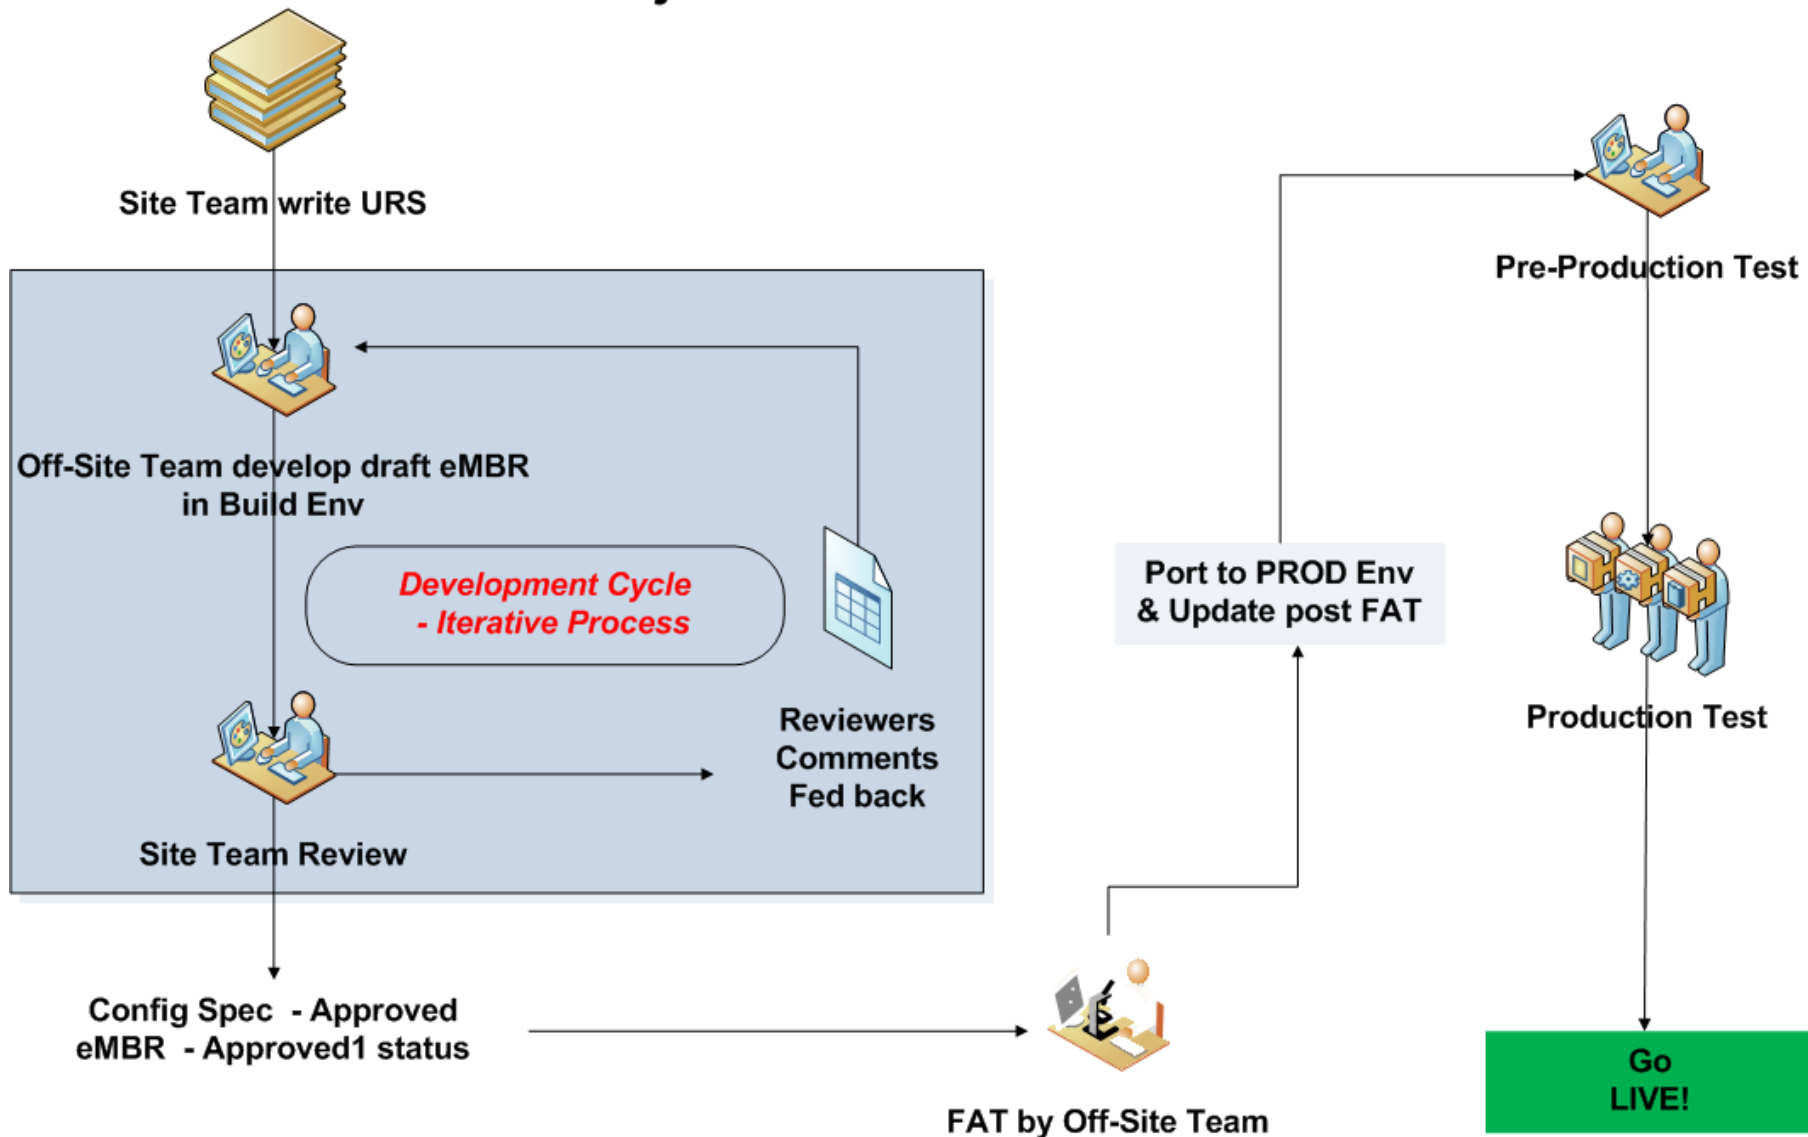 Site Team write URS
Off-Site Team develop draft eMBR
in Build Env
Development Cycle
- Iterative Process
Reviewers
Comments
Fed back
Site Team Review
Config Spec - Approved
eMBR - Approved1 status
FAT by Off-Site Team
Port to PROD Env
& Update post FAT
Pre-Production Test
Production Test
Go
LIVE!